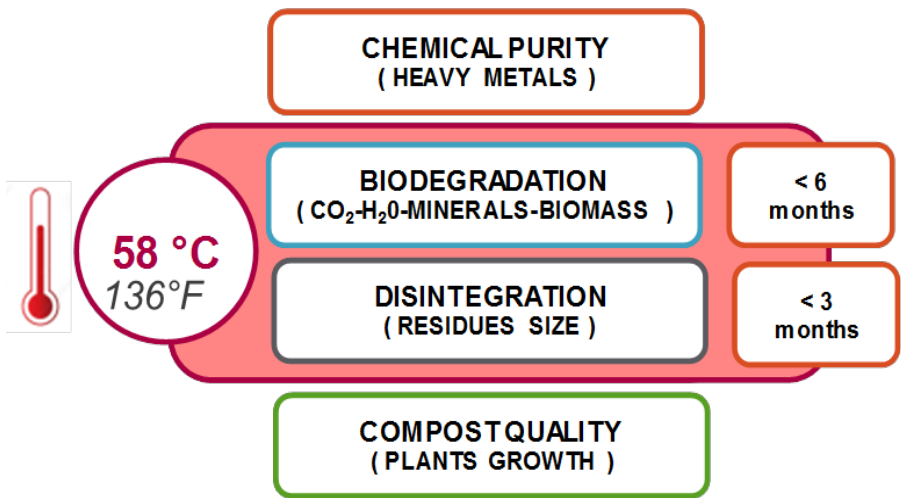 CHEMICAL PURITY
( HEAVY METALS )
BIODEGRADATION
( CO₂-H₂0-MINERALS-BIOMASS )
< 6
months
58 °C
136°F
DISINTEGRATION
( RESIDUES SIZE )
< 3
months
COMPOST QUALITY
( PLANTS GROWTH )